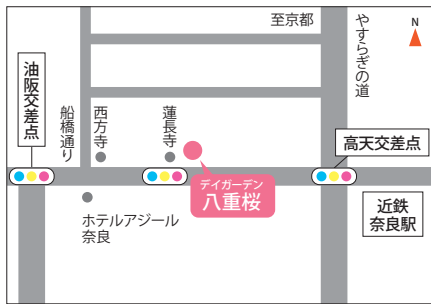 至京都
やすらぎの道
N
油阪交差点
船橋通り
西方寺
蓮長寺
高天交差点
デイガーデン
八重桜
ホテルアジール
奈良
近鉄
奈良駅